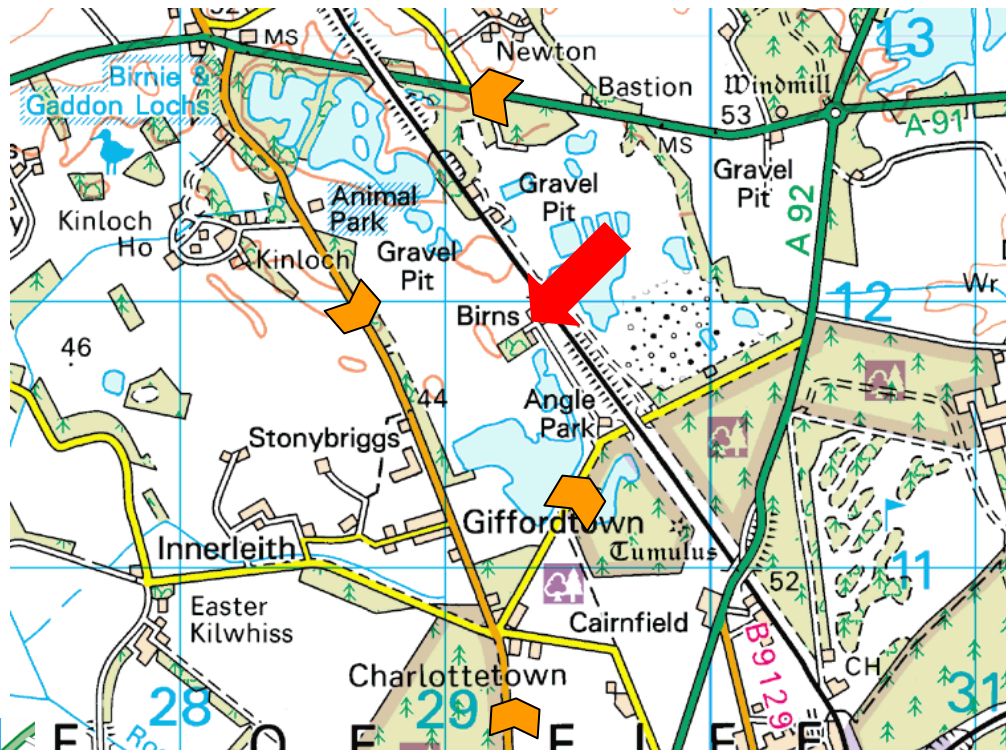 MS
Newton
13
Birnie &
Gaddon Lochs
Bastion
Windmill
53
A 91
MS
Gravel
Pit
Gravel
Pit
Animal
Park
Kinloch
Ho
Gravel
Pit
A 92
Kinloch
Wr
12
Birns
46
44
Angle
Park
Stonybriggs
Giffordtown
Tumulus
Innerleith
11
52
Easter
Kilwhiss
Cairnfield
B9129
CH
Charlottetown
28
29
31
F
O
F
F